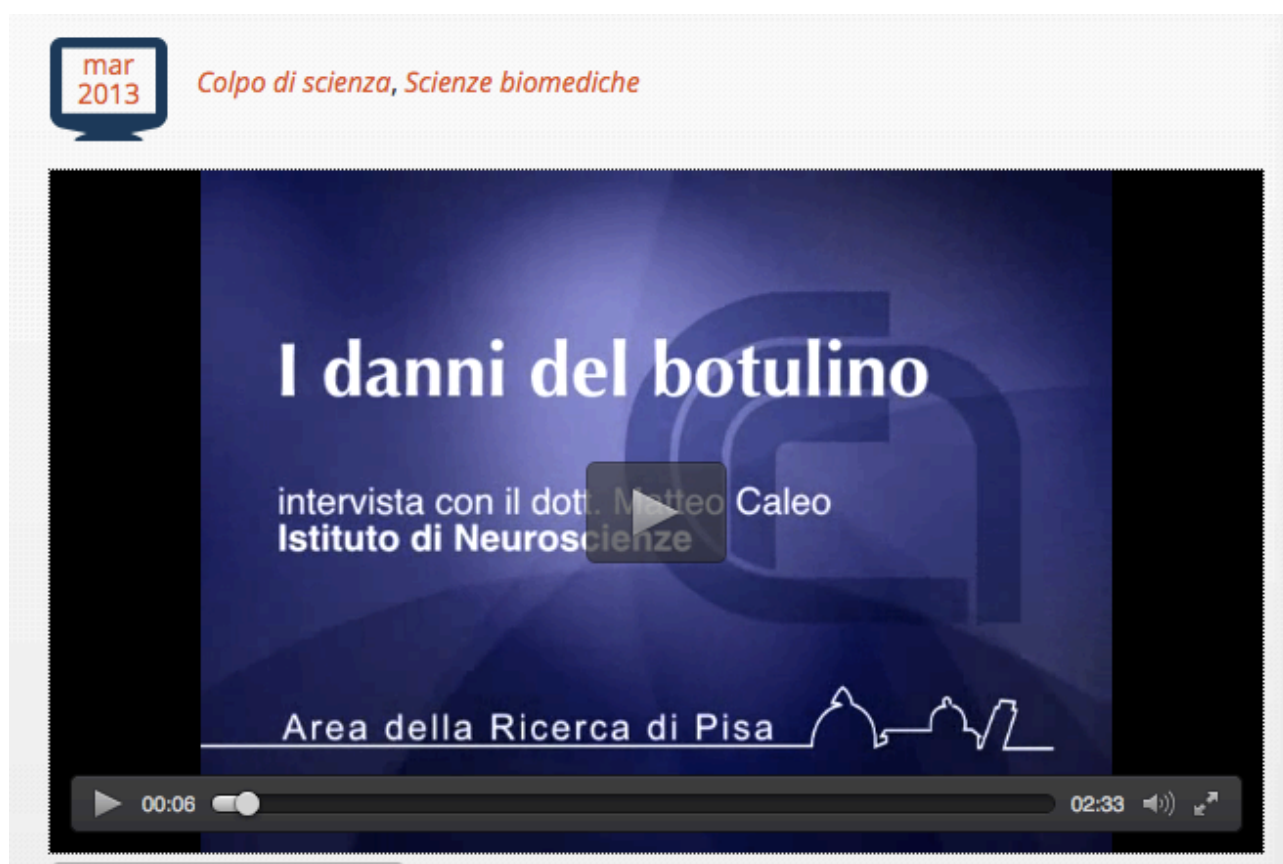 mar
2013
Colpo di scienza, Scienze biomediche
I danni del botulino
intervista con il dott. Matteo Caleo
Istituto di Neuroscienze
Area della Ricerca di Pisa
00:06
02:33